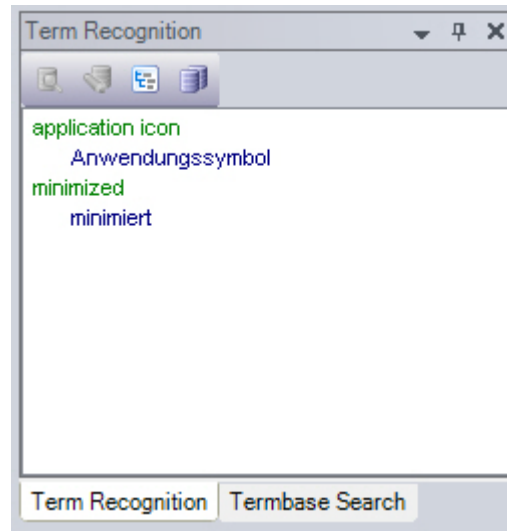 Term Recognition
application icon
Anwendungssymbol
minimized
minimiert
Term Recognition Termbase Search